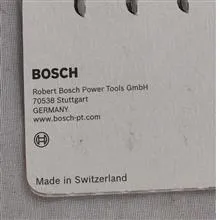 BOSCH
Robert Bosch Power Tools GmbH
70538 Stuttgart
GERMANY
www.bosch-pt.com
Made in Switzerland